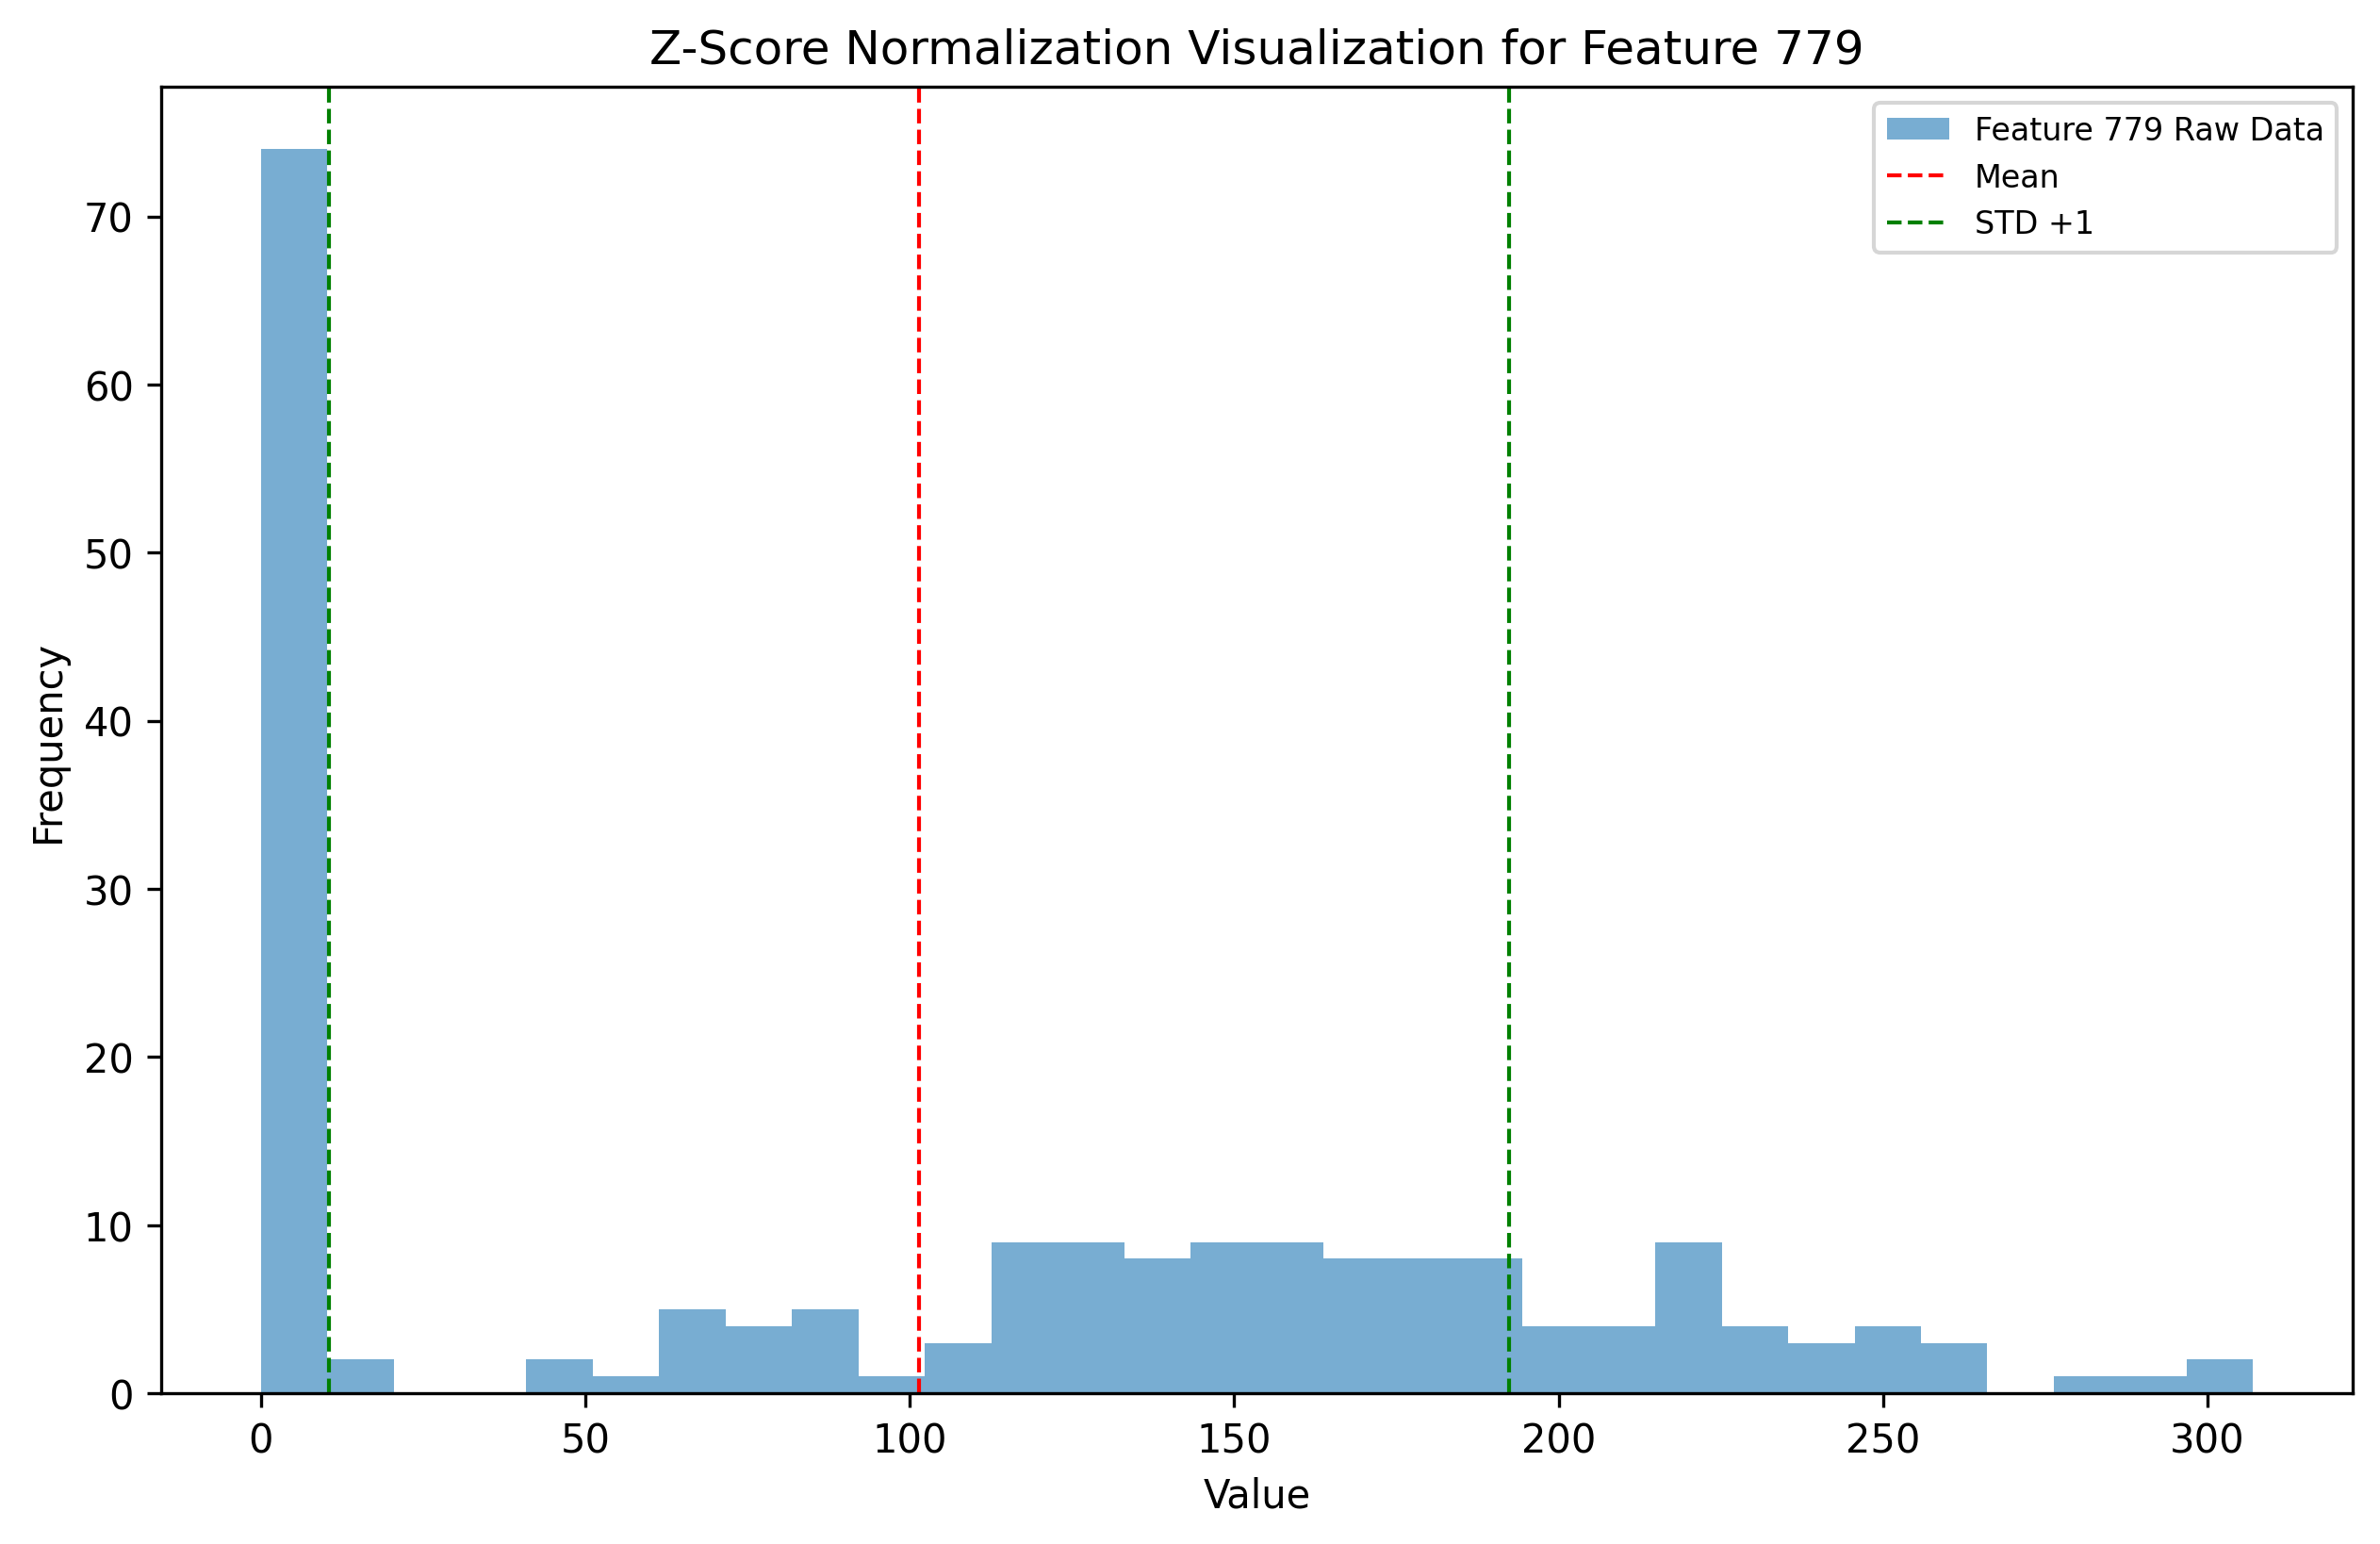 Z-Score Normalization Visualization for Feature 779
Feature 779 Raw Data
Mean
STD +1
70
60
50
40
30
20
10
0
Frequency
0 50 100 150 200 250 300
Value